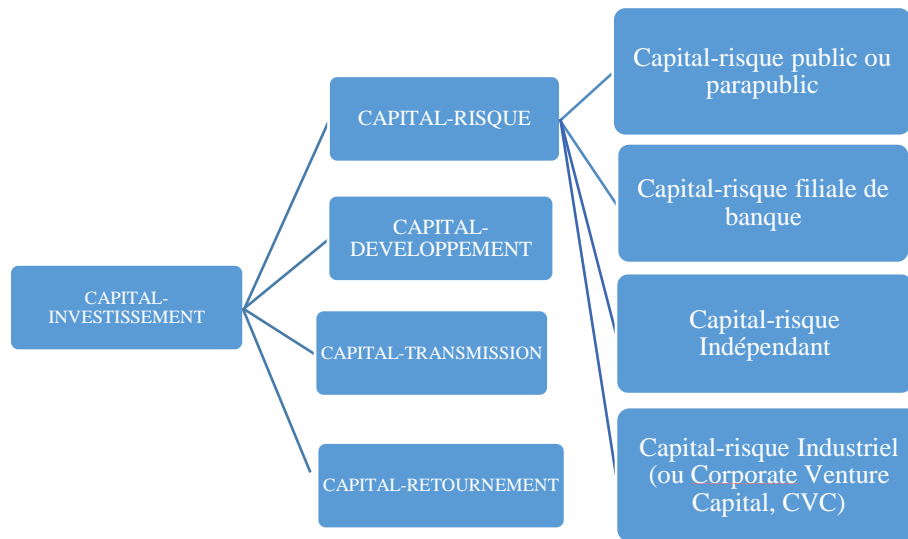 CAPITAL-
INVESTISSEMENT
CAPITAL-RISQUE
CAPITAL-
DEVELOPPEMENT
CAPITAL-TRANSMISSION
CAPITAL-RETOURNEMENT
Capital-risque public ou
parapublic
Capital-risque filiale de
banque
Capital-risque
Indépendant
Capital-risque Industriel
(ou Corporate Venture
Capital, CVC)